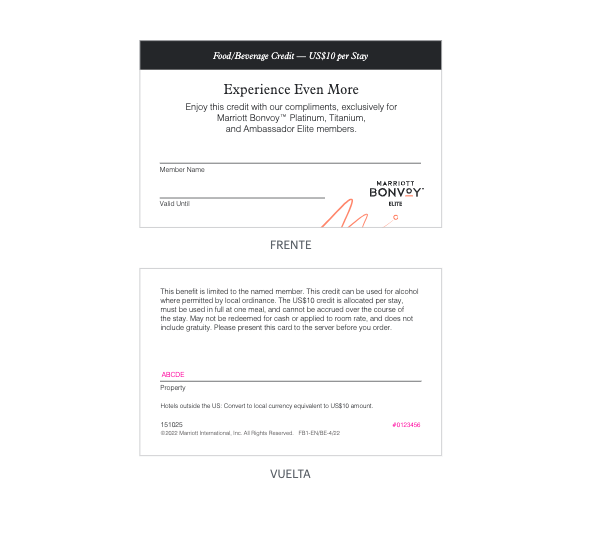 Food/Beverage Credit — US$10 per Stay
Experience Even More
Enjoy this credit with our compliments, exclusively for
Marriott Bonvoy™ Platinum, Titanium,
and Ambassador Elite members.
Member Name
Valid Until
MARRIOTT
BONVOY
ELITE
FRENTE
This benefit is limited to the named member. This credit can be used for alcohol
where permitted by local ordinance. The US$10 credit is allocated per stay,
must be used in full at one meal, and cannot be accrued over the course of
the stay. May not be redeemed for cash or applied to room rate, and does not
include gratuity. Please present this card to the server before you order.
ABCDE
Property
Hotels outside the US: Convert to local currency equivalent to US$10 amount.
151025
#0123456
©2022 Marriott International, Inc. All Rights Reserved. FB1-EN/BE-4/22
VUELTA